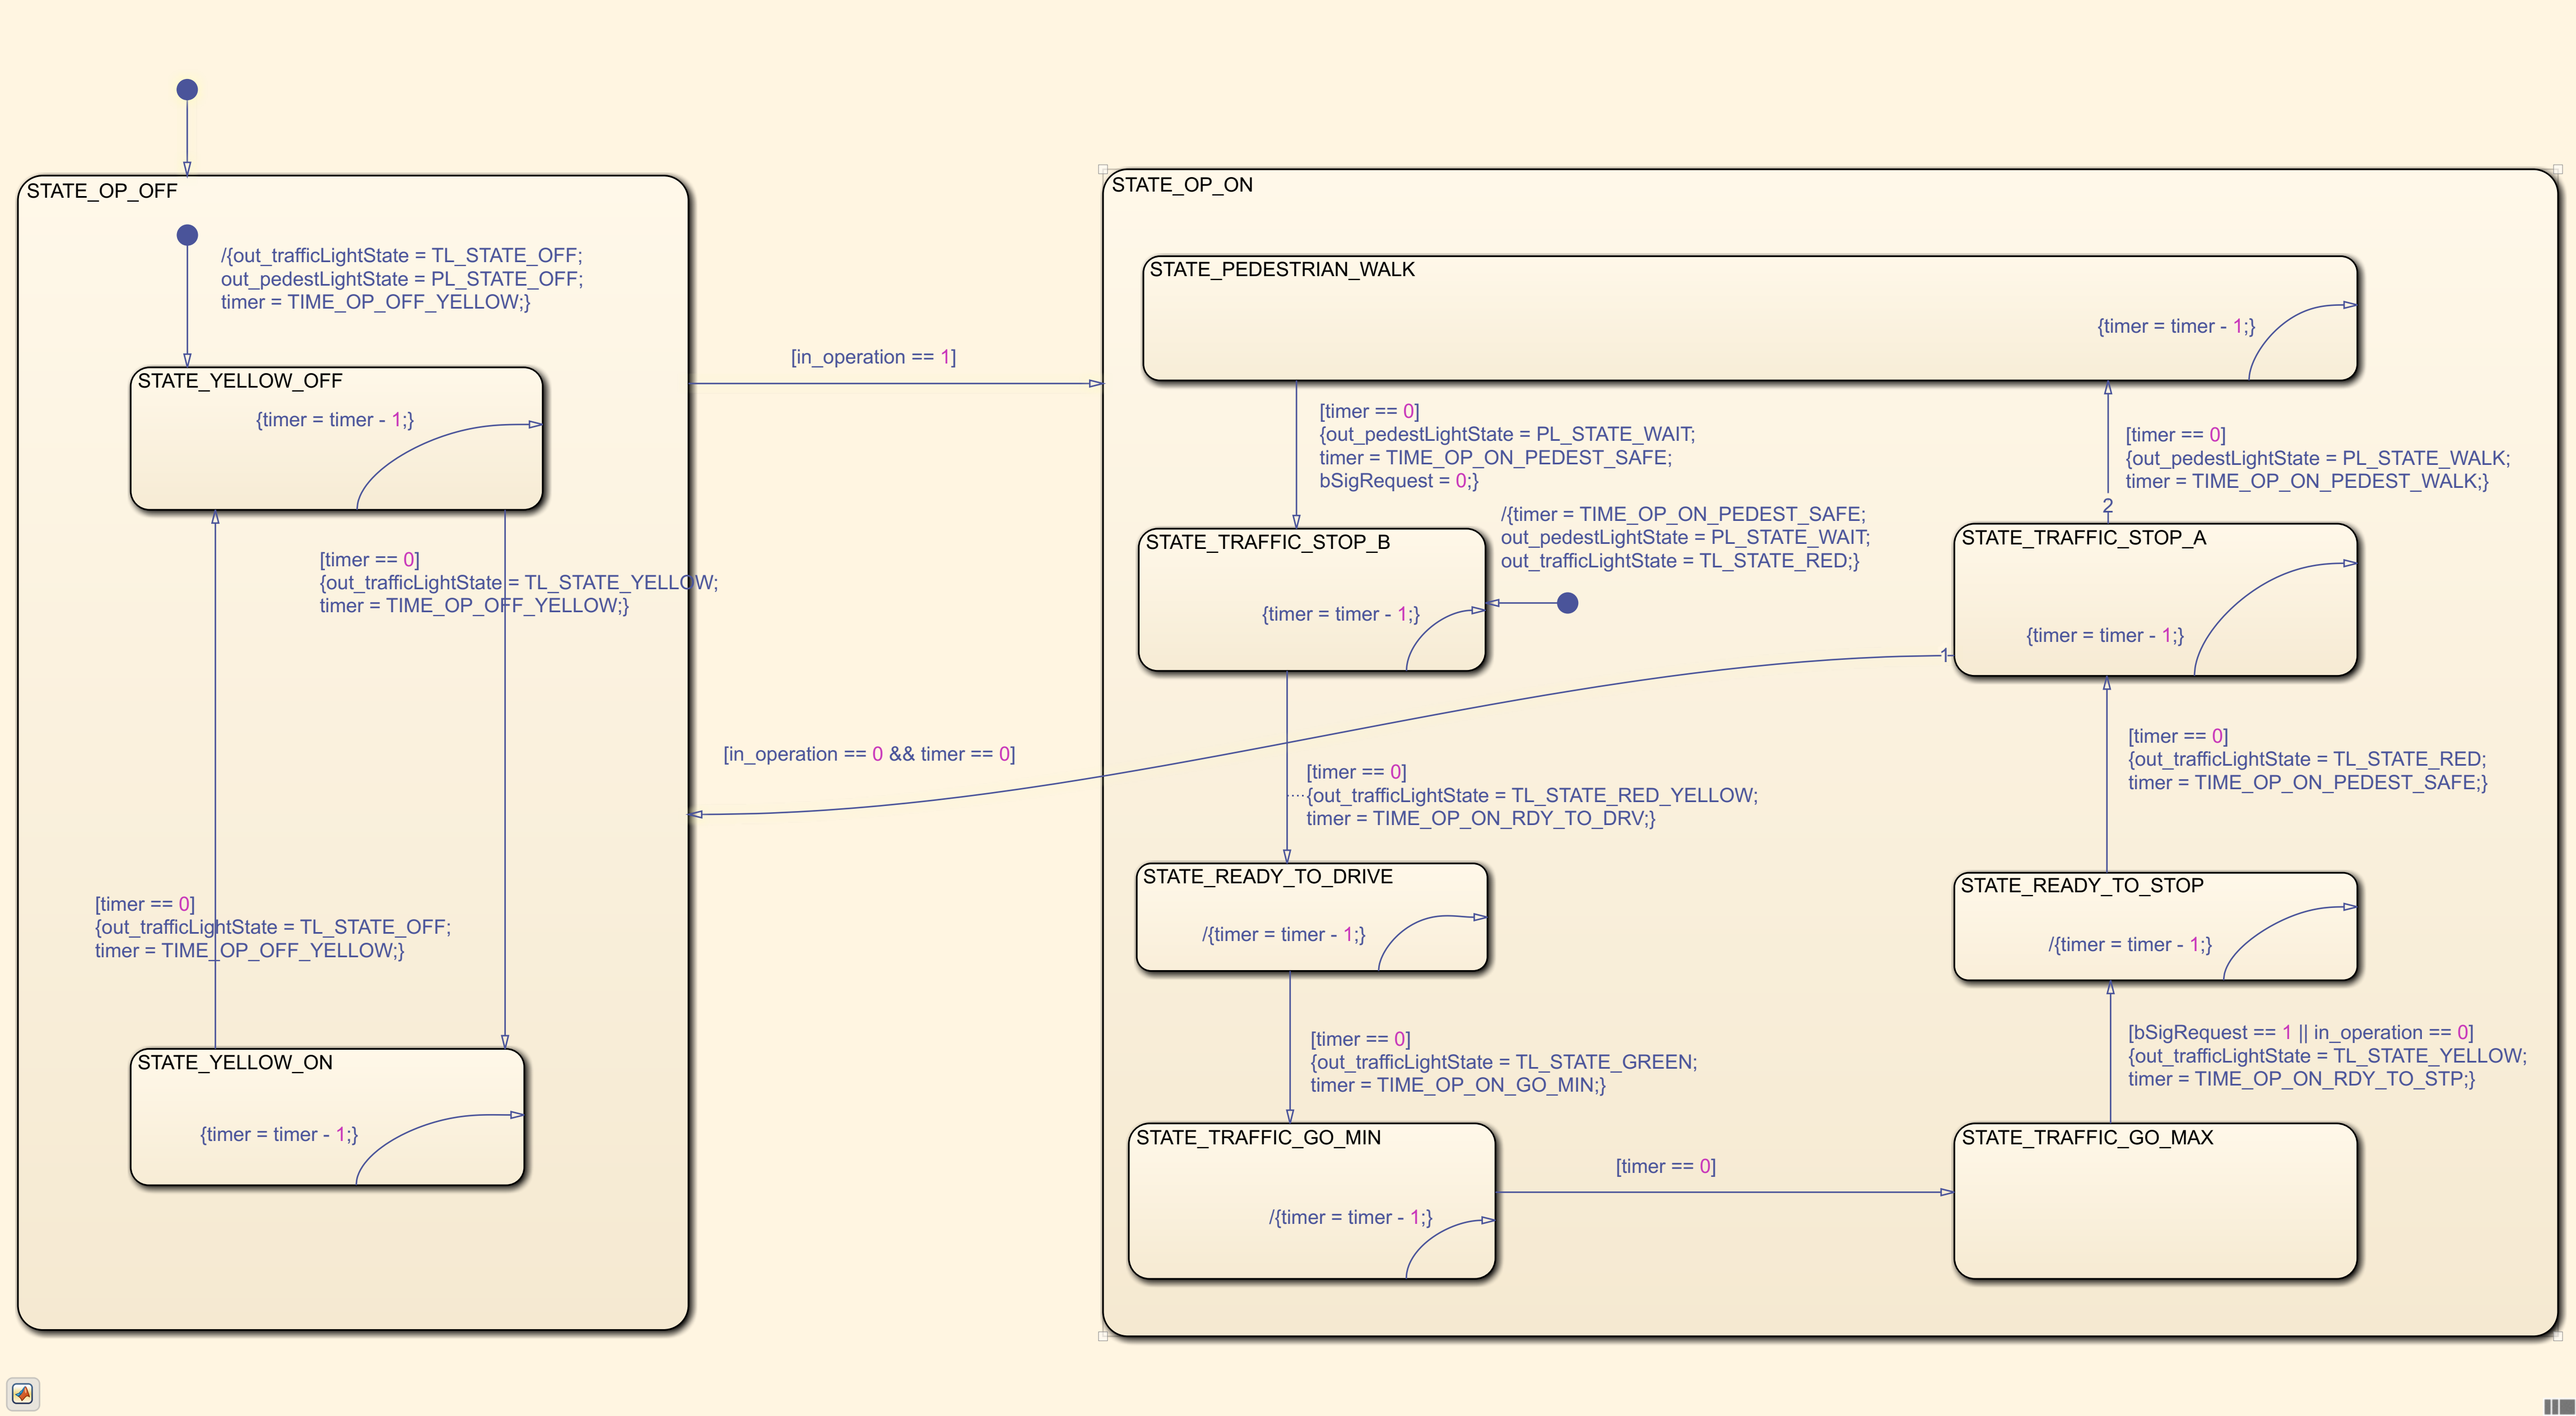 STATE_OP_OFF
/{out_trafficLightState = TL_STATE_OFF;
out_pedestLightState = PL_STATE_OFF;
timer = TIME_OP_OFF_YELLOW;}
STATE_YELLOW_OFF
{timer = timer - 1;}
[timer == 0]
{out_trafficLightState = TL_STATE_YELLOW;
timer = TIME_OP_OFF_YELLOW;}
[timer == 0]
{out_trafficLightState = TL_STATE_OFF;
timer = TIME_OP_OFF_YELLOW;}
STATE_YELLOW_ON
{timer = timer - 1;}
[in_operation == 1]
[in_operation == 0 && timer == 0]
STATE_OP_ON
STATE_PEDESTRIAN_WALK
{timer = timer - 1;}
[timer == 0]
{out_pedestLightState = PL_STATE_WAIT;
timer = TIME_OP_ON_PEDEST_SAFE;
bSigRequest = 0;}
[timer == 0]
{out_pedestLightState = PL_STATE_WALK;
timer = TIME_OP_ON_PEDEST_WALK;}
2
/{timer = TIME_OP_ON_PEDEST_SAFE;
out_pedestLightState = PL_STATE_WAIT;
out_trafficLightState = TL_STATE_RED;}
STATE_TRAFFIC_STOP_B
{timer = timer - 1;}
STATE_TRAFFIC_STOP_A
{timer = timer - 1;}
1
[timer == 0]
{out_trafficLightState = TL_STATE_RED_YELLOW;
timer = TIME_OP_ON_RDY_TO_DRV;}
[timer == 0]
{out_trafficLightState = TL_STATE_RED;
timer = TIME_OP_ON_PEDEST_SAFE;}
STATE_READY_TO_DRIVE
/{timer = timer - 1;}
STATE_READY_TO_STOP
/{timer = timer - 1;}
[timer == 0]
{out_trafficLightState = TL_STATE_GREEN;
timer = TIME_OP_ON_GO_MIN;}
[bSigRequest == 1 || in_operation == 0]
{out_trafficLightState = TL_STATE_YELLOW;
timer = TIME_OP_ON_RDY_TO_STP;}
STATE_TRAFFIC_GO_MIN
/{timer = timer - 1;}
[timer == 0]
STATE_TRAFFIC_GO_MAX